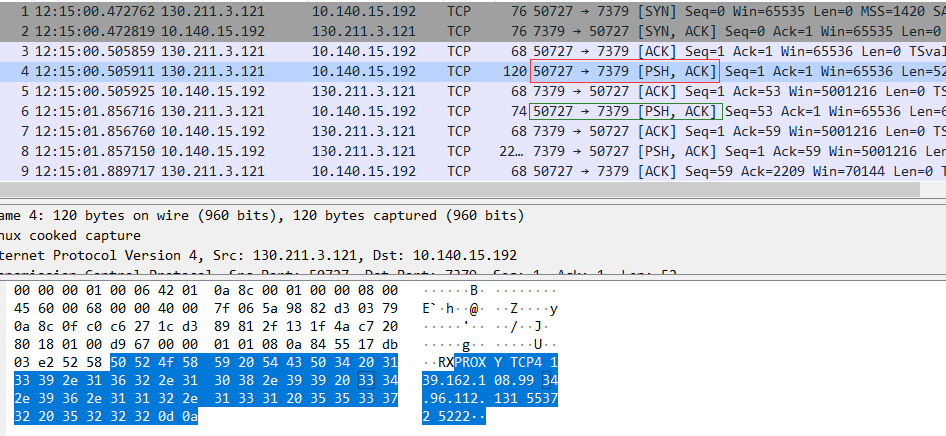 1 12:15:00.472762 130.211.3.121 10.140.15.192 TCP 76 50727 → 7379 [SYN] Seq=0 Win=65535 Len=0 MSS=1420 SA
2 12:15:00.472819 10.140.15.192 130.211.3.121 TCP 76 7379 → 50727 [SYN, ACK] Seq=0 Ack=1 Win=65535 Len=0
3 12:15:00.505859 130.211.3.121 10.140.15.192 TCP 68 50727 → 7379 [ACK] Seq=1 Ack=1 Win=65536 Len=0 TSval
4 12:15:00.505911 130.211.3.121 10.140.15.192 TCP 120 50727 → 7379 [PSH, ACK] Seq=1 Ack=1 Win=65536 Len=52
5 12:15:00.505925 10.140.15.192 130.211.3.121 TCP 68 7379 → 50727 [ACK] Seq=1 Ack=53 Win=5001216 Len=0 TS
6 12:15:01.856716 130.211.3.121 10.140.15.192 TCP 74 50727 → 7379 [PSH, ACK] Seq=53 Ack=1 Win=65536 Len=6
7 12:15:01.856760 10.140.15.192 130.211.3.121 TCP 68 7379 → 50727 [ACK] Seq=1 Ack=59 Win=5001216 Len=0 TS
8 12:15:01.857150 10.140.15.192 130.211.3.121 TCP 22… 7379 → 50727 [PSH, ACK] Seq=1 Ack=59 Win=5001216 Len=
9 12:15:01.889717 130.211.3.121 10.140.15.192 TCP 68 50727 → 7379 [ACK] Seq=59 Ack=2209 Win=70144 Len=0 T
ame 4: 120 bytes on wire (960 bits), 120 bytes captured (960 bits)
nux cooked capture
ternet Protocol Version 4, Src: 130.211.3.121, Dst: 10.140.15.192
00 00 00 01 00 06 42 01 0a 8c 00 01 00 00 08 00 ······B· ········
45 60 00 68 00 00 40 00 7f 06 5a 98 82 d3 03 79 E`·h··@· ··Z····y
0a 8c 0f c0 c6 27 1c d3 89 81 2f 13 1f 4a c7 20 ·····'·· ··/··J·
80 18 01 00 d9 67 00 00 01 01 08 0a 84 55 17 db ·····g·· ·····U··
03 e2 52 58 50 52 4f 58 59 20 54 43 50 34 20 31 ··RXPROX Y TCP4 1
33 39 2e 31 36 32 2e 31 30 38 2e 39 39 20 33 34 39.162.1 08.99 34
2e 39 36 2e 31 31 32 2e 31 33 31 20 35 35 33 37 .96.112. 131 5537
32 20 35 32 32 32 0d 0a 2 5222··